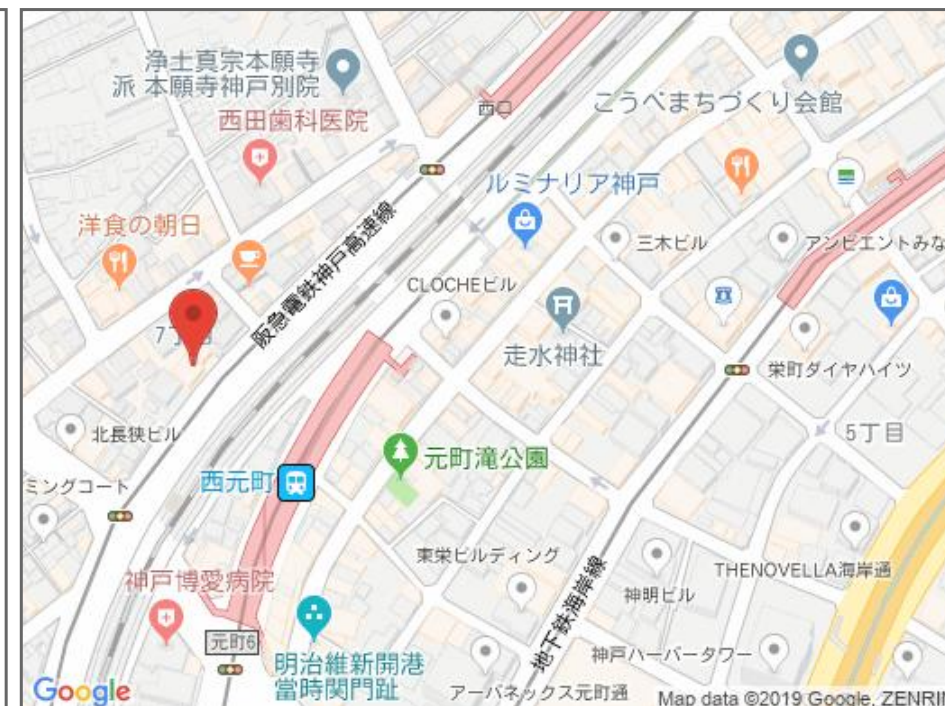 浄土真宗本願寺
派 本願寺神戸別院
西田歯科医院
西口
こうべまちづくり会館
ルミナリア神戸
洋食の朝日
三木ビル
アンビエントみな
阪急電鉄神戸高速線
CLOCHEビル
走水神社
栄町ダイヤハイツ
北長狭ビル
5丁目
元町滝公園
西元町
ミングコート
東栄ビルディング
THENOVELLA海岸通
神戸博愛病院
神明ビル
地下鉄海岸線
元町6
明治維新開港
當時関門趾
神戸ハーバータワー
アーバネックス元町通
Google
Map data ©2019 Google, ZENRIN